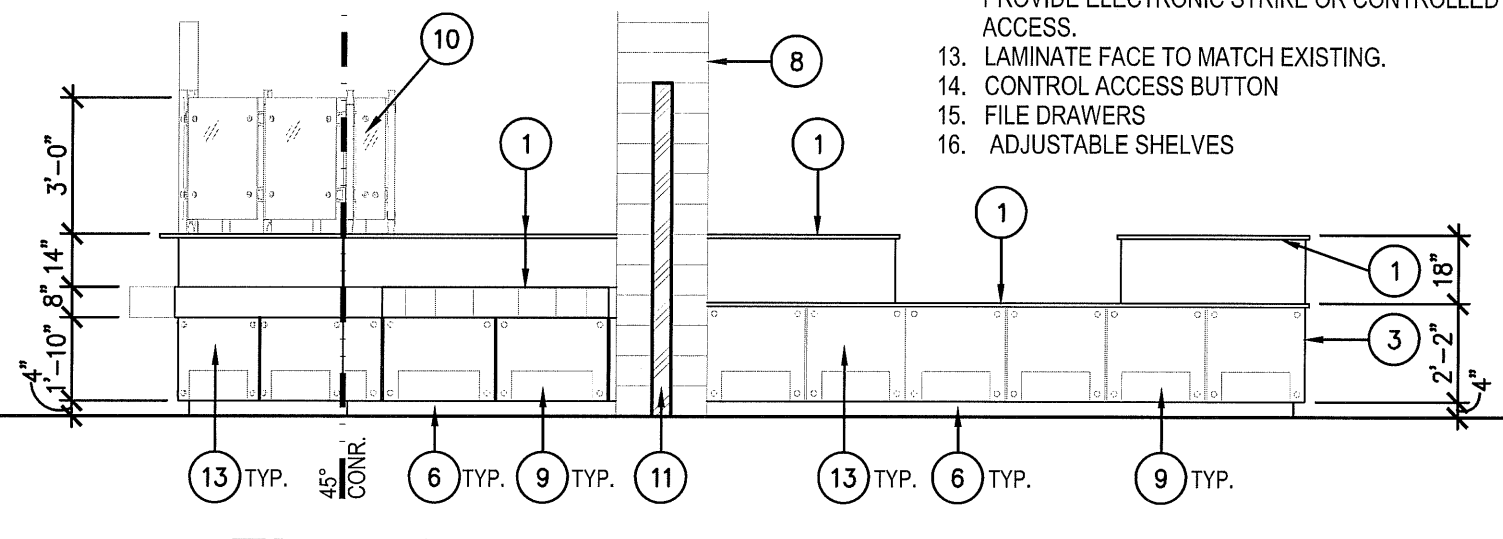 PROVIDE ELECTRONIC STRIKE OR CONTROLLED
ACCESS.
13. LAMINATE FACE TO MATCH EXISTING.
14. CONTROL ACCESS BUTTON
15. FILE DRAWERS
16. ADJUSTABLE SHELVES
10
8
1
1
1
1
3
3'-0"
14"
8"
1'-10"
4"
18"
2'-2"
4"
13 TYP.
45° CONR.
6 TYP.
9 TYP.
11
13 TYP.
6 TYP.
9 TYP.